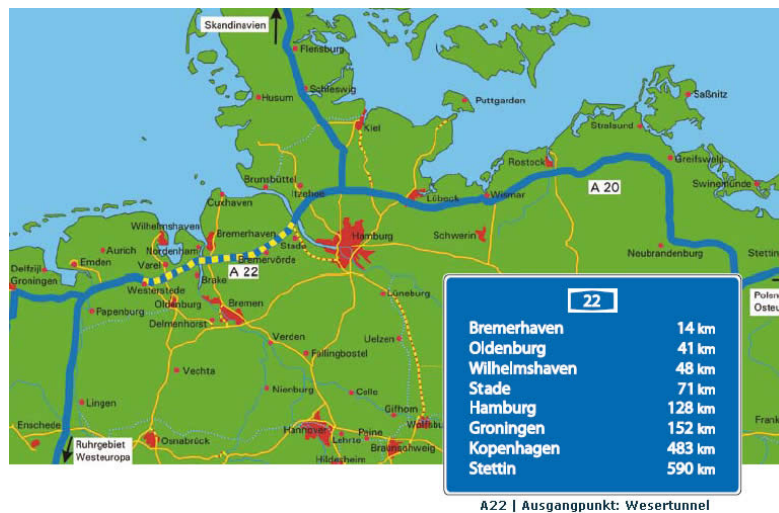 Skandinavien
Flensburg
Schleswig
Husum
Puttgarden
Saßnitz
Kiel
Stralsund
Rostock
Greifswald
Brunsbüttel
Itzehoe
Swinemünde
Cuxhaven
Lübeck
Wismar
A 20
Wilhelmshaven
Bremerhaven
Hamburg
Schwerin
Aurich
Nordenham
Stade
Neubrandenburg
Stettin
Emden
Varel
Bremervörde
Delfzijl
A 22
Groningen
Westerstede
Brake
Lüneburg
Papenburg
Oldenburg
Bremen
Polen
Osteu
Delmenhorst
Verden
Uelzen
Fallingbostel
Vechta
Nienburg
Celle
Lingen
Gifhorn
Enschede
Hannover
Wolfsbu
Frank
Ruhrgebiet
Westeuropa
Osnabrück
Lehrte
Peine
Braunschweig
Hildesheim
22
Bremerhaven 14 km
Oldenburg 41 km
Wilhelmshaven 48 km
Stade 71 km
Hamburg 128 km
Groningen 152 km
Kopenhagen 483 km
Stettin 590 km
A22 | Ausgangpunkt: Wesertunnel